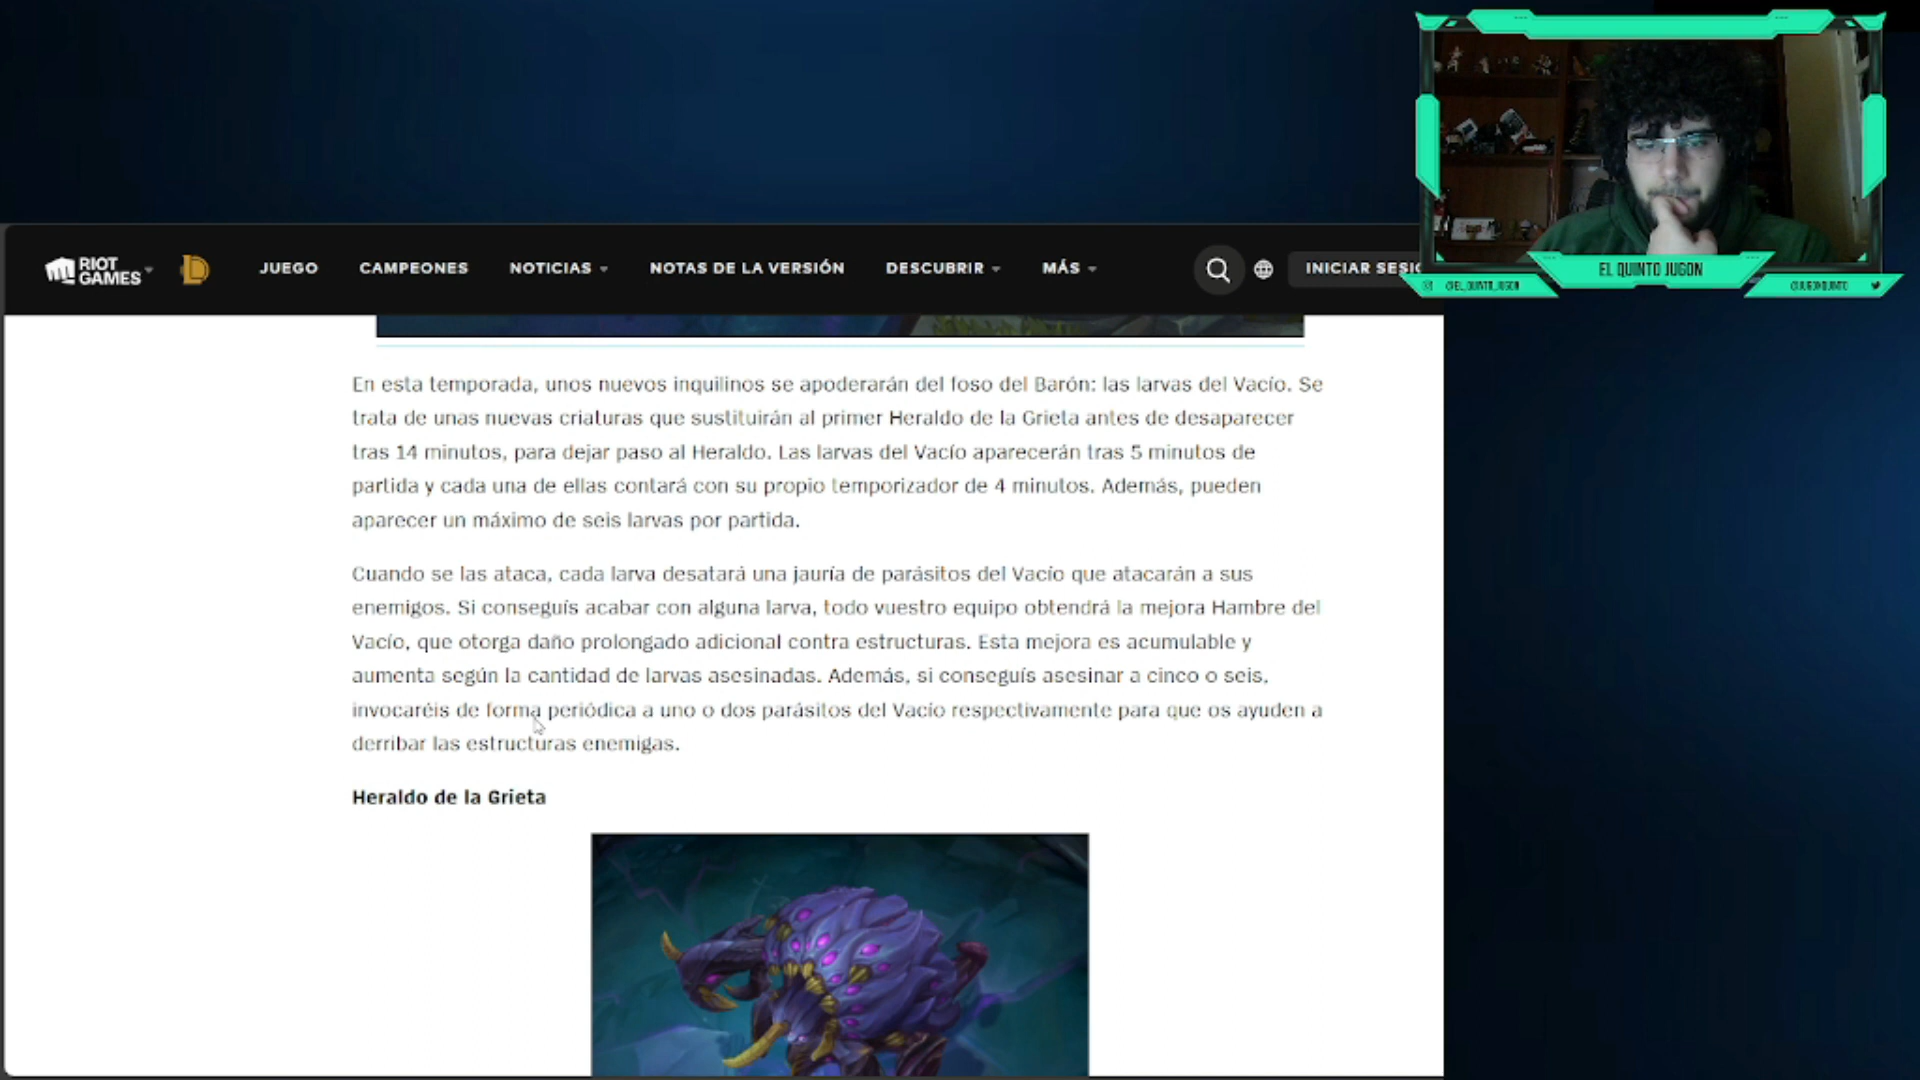 RIOT GAMES
JUEGO CAMPEONES NOTICIAS NOTAS DE LA VERSIÓN DESCUBRIR MÁS INICIAR SESIÓ
EL QUINTO JUGON
@EL_QUINTO_JUGON @JUGONQUINTO
En esta temporada, unos nuevos inquilinos se apoderarán del foso del Barón: las larvas del Vacío. Se
trata de unas nuevas criaturas que sustituirán al primer Heraldo de la Grieta antes de desaparecer
tras 14 minutos, para dejar paso al Heraldo. Las larvas del Vacío aparecerán tras 5 minutos de
partida y cada una de ellas contará con su propio temporizador de 4 minutos. Además, pueden
aparecer un máximo de seis larvas por partida.
Cuando se las ataca, cada larva desatará una jauría de parásitos del Vacío que atacarán a sus
enemigos. Si conseguís acabar con alguna larva, todo vuestro equipo obtendrá la mejora Hambre del
Vacío, que otorga daño prolongado adicional contra estructuras. Esta mejora es acumulable y
aumenta según la cantidad de larvas asesinadas. Además, si conseguís asesinar a cinco o seis,
invocaréis de forma periódica a uno o dos parásitos del Vacío respectivamente para que os ayuden a
derribar las estructuras enemigas.
Heraldo de la Grieta